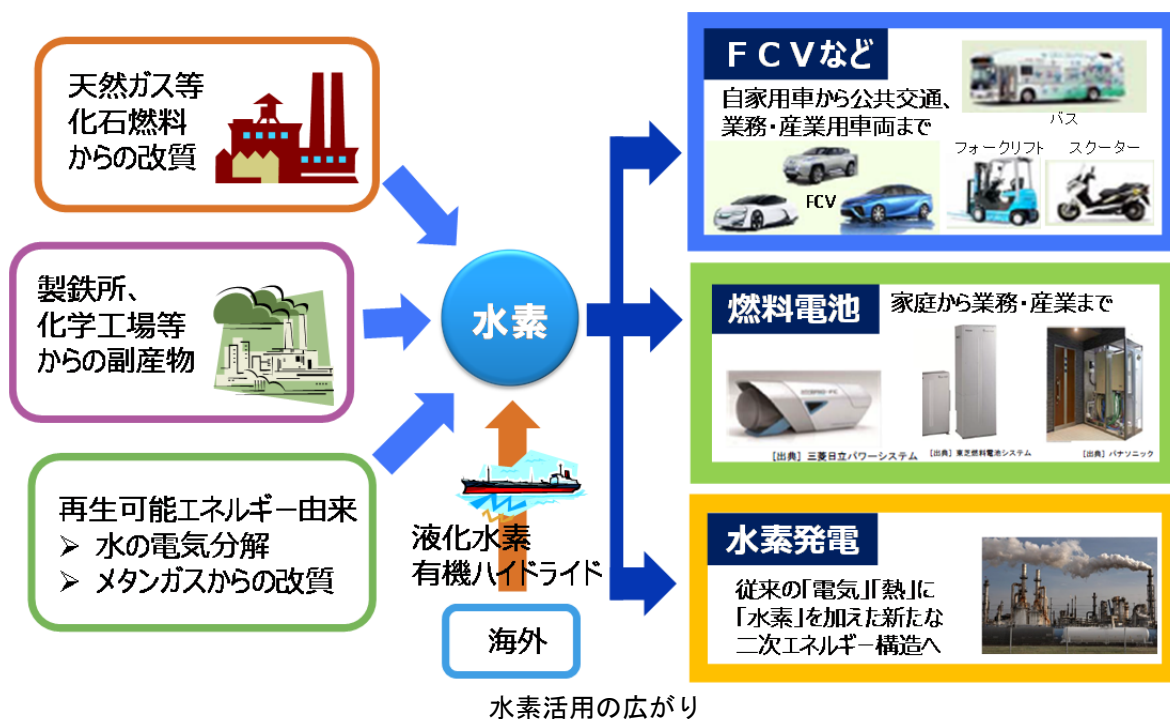 天然ガス等
化石燃料
からの改質
製鉄所、
化学工場等
からの副産物
再生可能エネルギー由来
➢ 水の電気分解
➢ メタンガスからの改質
水素
液化水素
有機ハイドライド
海外
FCVなど
自家用車から公共交通、
業務・産業用車両まで
バス
フォークリフト
スクーター
FCV
燃料電池
家庭から業務・産業まで
[出典] 三菱日立パワーシステム
[出典] 東芝燃料電池システム
[出典] パナソニック
水素発電
従来の「電気」「熱」に
「水素」を加えた新たな
二次エネルギー構造へ
水素活用の広がり